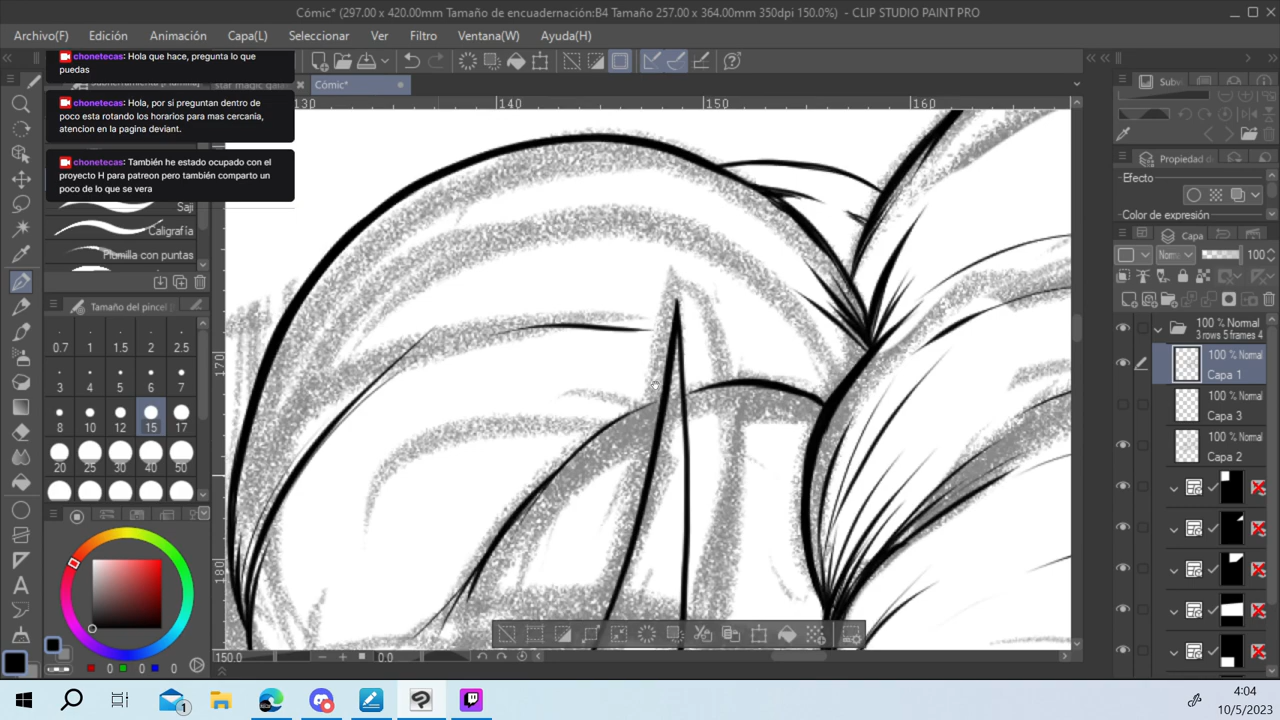 Cómic* (297.00 x 420.00mm Tamaño de encuadernación:B4 Tamaño 257.00 x 364.00mm 350dpi 150.0%) - CLIP STUDIO PAINT PRO
Archivo(F) Edición Animación Capa(L) Seleccionar Ver Filtro Ventana(W) Ayuda(H)
chonetecas: Hola que hace, pregunta lo que
puedas
star magic gala
Cómic*
chonetecas: Hola, por si preguntan dentro de
poco esta rotando los horarios para mas cercania,
atencion en la pagina deviant.
chonetecas: También he estado ocupado con el
proyecto H para patreon pero también comparto un
poco de lo que se vera
130 140 150 160
170
180
Saji
Caligrafía
Plumilla con puntas
Tamaño del pincel
0.7 1 1.5 2 2.5
3 4 5 6 7
8 10 12 15 17
20 25 30 40 50
0 0 0
150.0
0.0
Propiedad d
Efecto
Color de expresión
Capa
100
100 % Normal
3 rows 5 frames 4
100 % Normal
Capa 1
100 % Normal
Capa 3
100 % Normal
Capa 2
1
4:04
10/5/2023